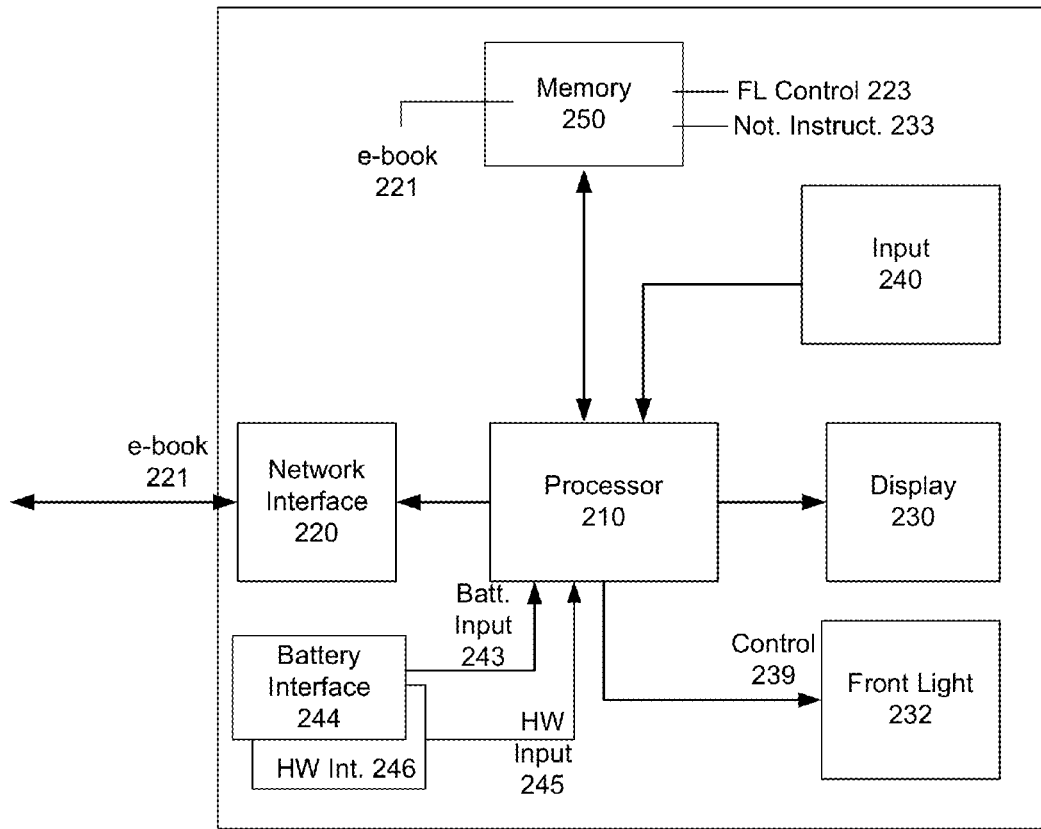 Memory
250
FL Control 223
Not. Instruct. 233
e-book
221
Input
240
e-book
221
Network
Interface
220
Processor
210
Display
230
Batt.
Input
243
Battery
Interface
244
HW Int. 246
HW
Input
245
Control
239
Front Light
232